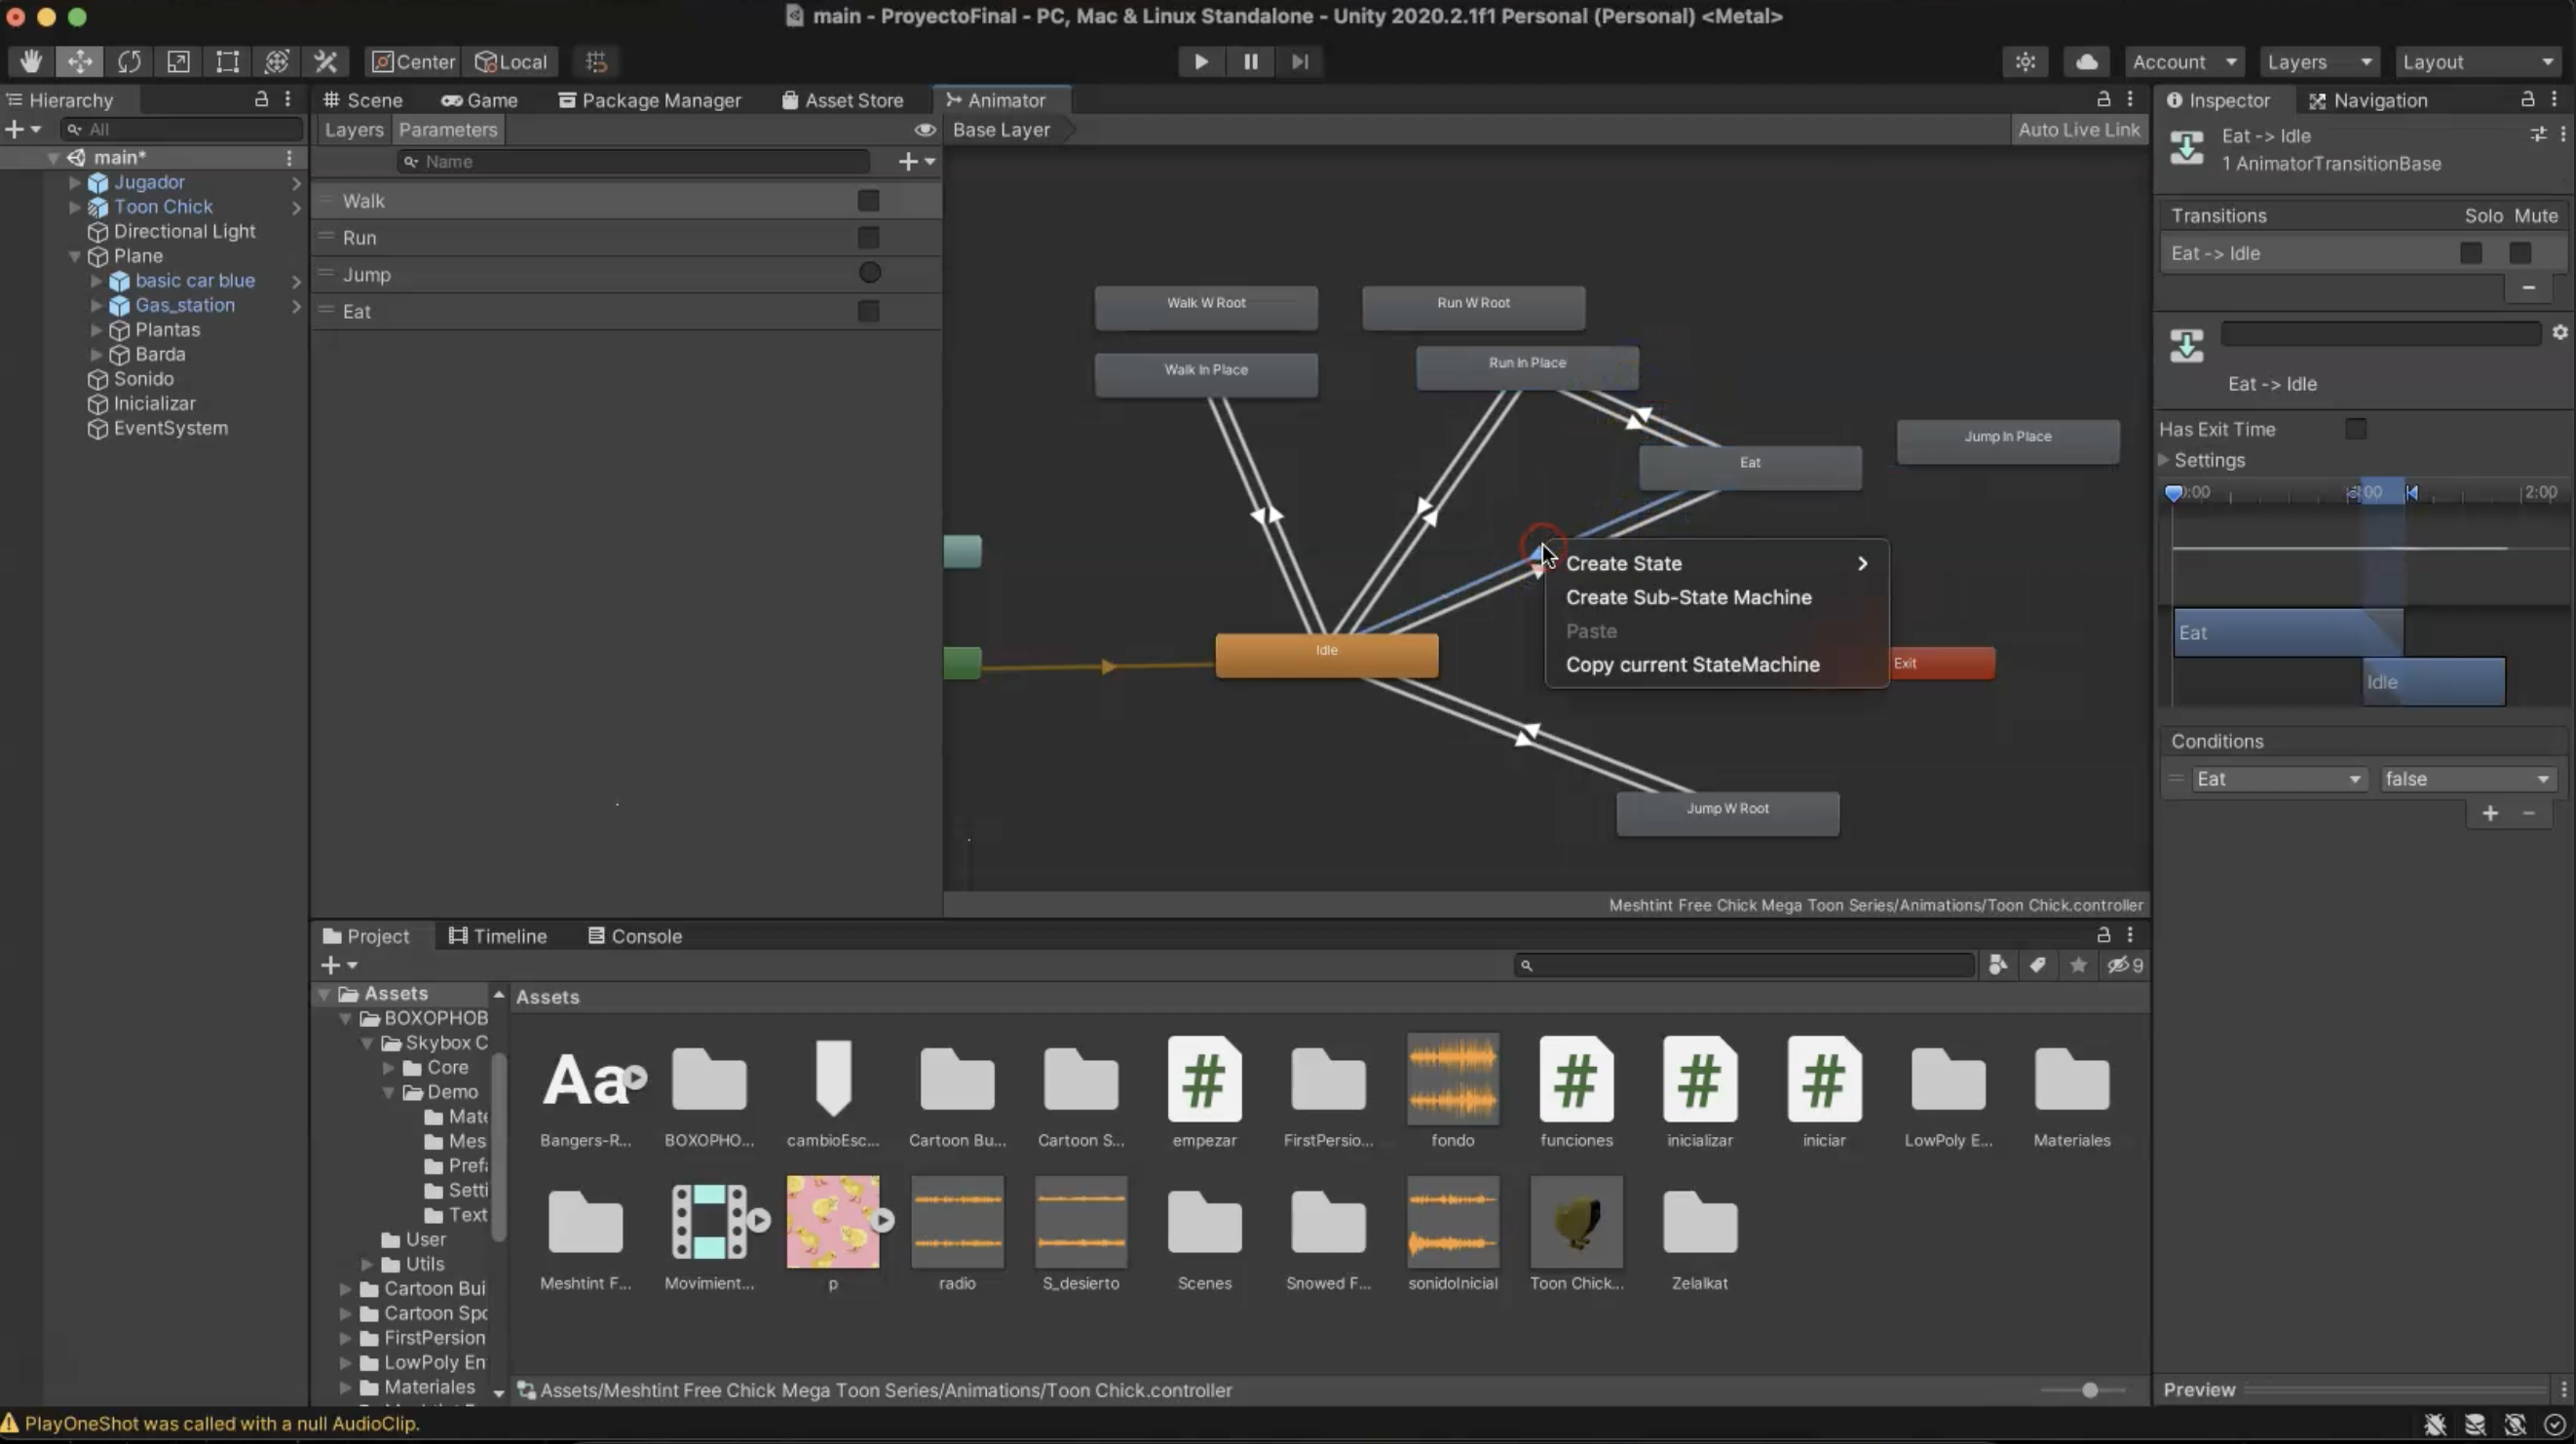 main - ProyectoFinal - PC, Mac & Linux Standalone - Unity 2020.2.1f1 Personal (Personal) <Metal>
Center Local Account Layers Layout
Hierarchy
All
main*
Jugador
Toon Chick
Directional Light
Plane
basic car blue
Gas_station
Plantas
Barda
Sonido
Inicializar
EventSystem
Scene Game Package Manager Asset Store Animator
Layers Parameters
Name
Walk
Run
Jump
Eat
Base Layer Auto Live Link
Walk W Root
Run W Root
Walk In Place
Run In Place
Jump In Place
Eat
Idle
Exit
Jump W Root
Create State
Create Sub-State Machine
Paste
Copy current StateMachine
Meshtint Free Chick Mega Toon Series/Animations/Toon Chick.controller
Inspector Navigation
Eat -> Idle
1 AnimatorTransitionBase
Transitions Solo Mute
Eat -> Idle
Eat -> Idle
Has Exit Time
Settings
:00 :00 2:00
Eat
Idle
Conditions
Eat false
Preview
Project Timeline Console
9
Assets
BOXOPHOB
Skybox C
Core
Demo
Mate
Mes
Pref
Setti
Text
User
Utils
Cartoon Bui
Cartoon Spo
FirstPersion
LowPoly En
Materiales
Assets
Aa
Bangers-R... BOXOPHO... cambioEsc... Cartoon Bu... Cartoon S... empezar FirstPersio... fondo funciones inicializar iniciar LowPoly E... Materiales
Meshtint F... Movimient... p radio S_desierto Scenes Snowed F... sonidoInicial Toon Chick... Zelalkat
Assets/Meshtint Free Chick Mega Toon Series/Animations/Toon Chick.controller
PlayOneShot was called with a null AudioClip.